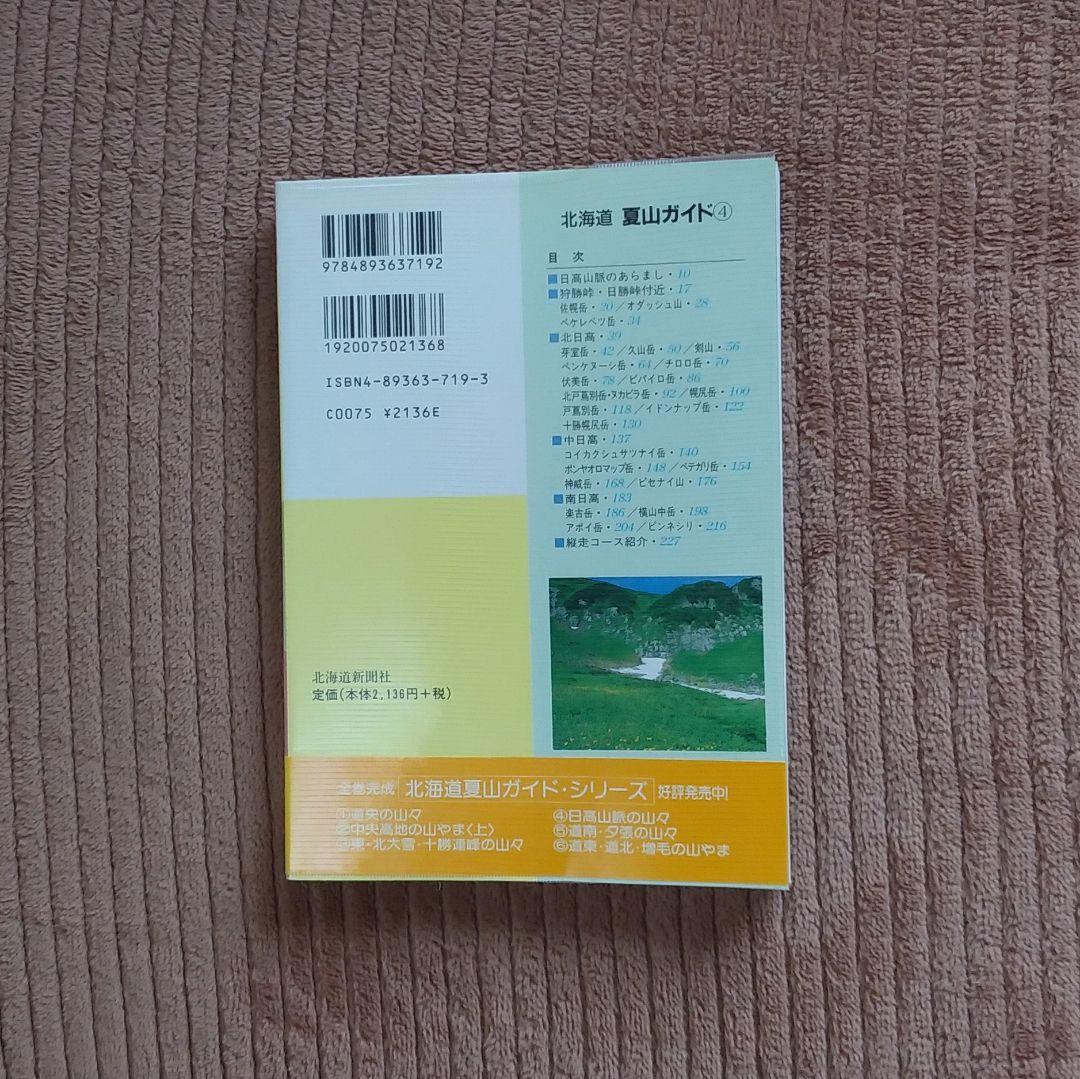 9784893637192
1920075021368
ISBN4-89363-719-3
C0075 ¥2136E
北海道新聞社
定価(本体2,136円+税)
北海道 夏山ガイド④
目 次
■日高山脈のあらまし・10
■狩勝峠・日勝峠付近・17
佐幌岳・20／オダッシュ山・28
ペケレベツ岳・34
■北日高・39
芽室岳・42／久山岳・50／剣山・56
ペンケヌーシ岳・64／チロロ岳・70
伏美岳・78／ピパイロ岳・86
北戸蔦別岳・ヌカビラ岳・92／幌尻岳・100
戸蔦別岳・118／イドンナップ岳・122
十勝幌尻岳・130
■中日高・137
コイカクシュサツナイ岳・140
ポンヤオロマップ岳・148／ペテガリ岳・154
神威岳・168／ピセナイ山・176
■南日高・183
楽古岳・186／横山中岳・198
アポイ岳・204／ピンネシリ・216
■縦走コース紹介・227
全巻完成 北海道夏山ガイド・シリーズ 好評発売中!
①道央の山々
②中央高地の山やま〈上〉
③東・北大雪・十勝連峰の山々
④日高山脈の山々
⑤道南・夕張の山々
⑥道東・道北・増毛の山やま